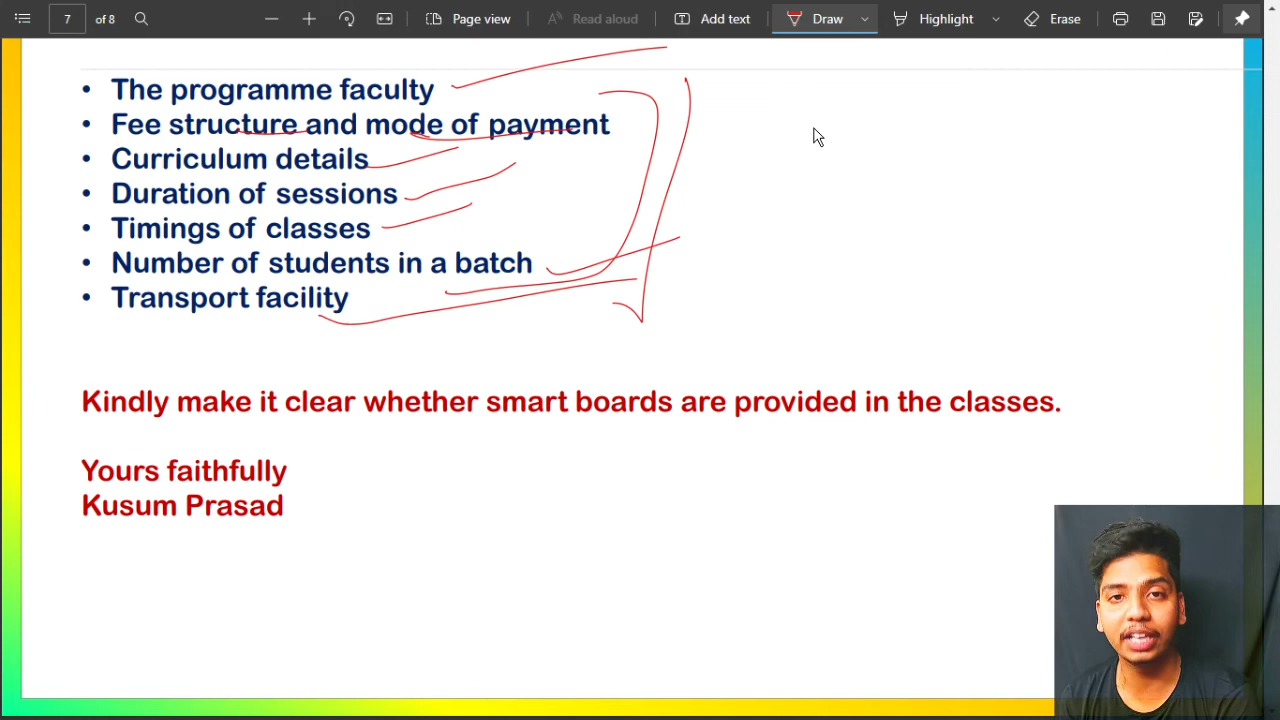 7 of 8 Page view Read aloud Add text Draw Highlight Erase
• The programme faculty
• Fee structure and mode of payment
• Curriculum details
• Duration of sessions
• Timings of classes
• Number of students in a batch
• Transport facility
Kindly make it clear whether smart boards are provided in the classes.
Yours faithfully
Kusum Prasad